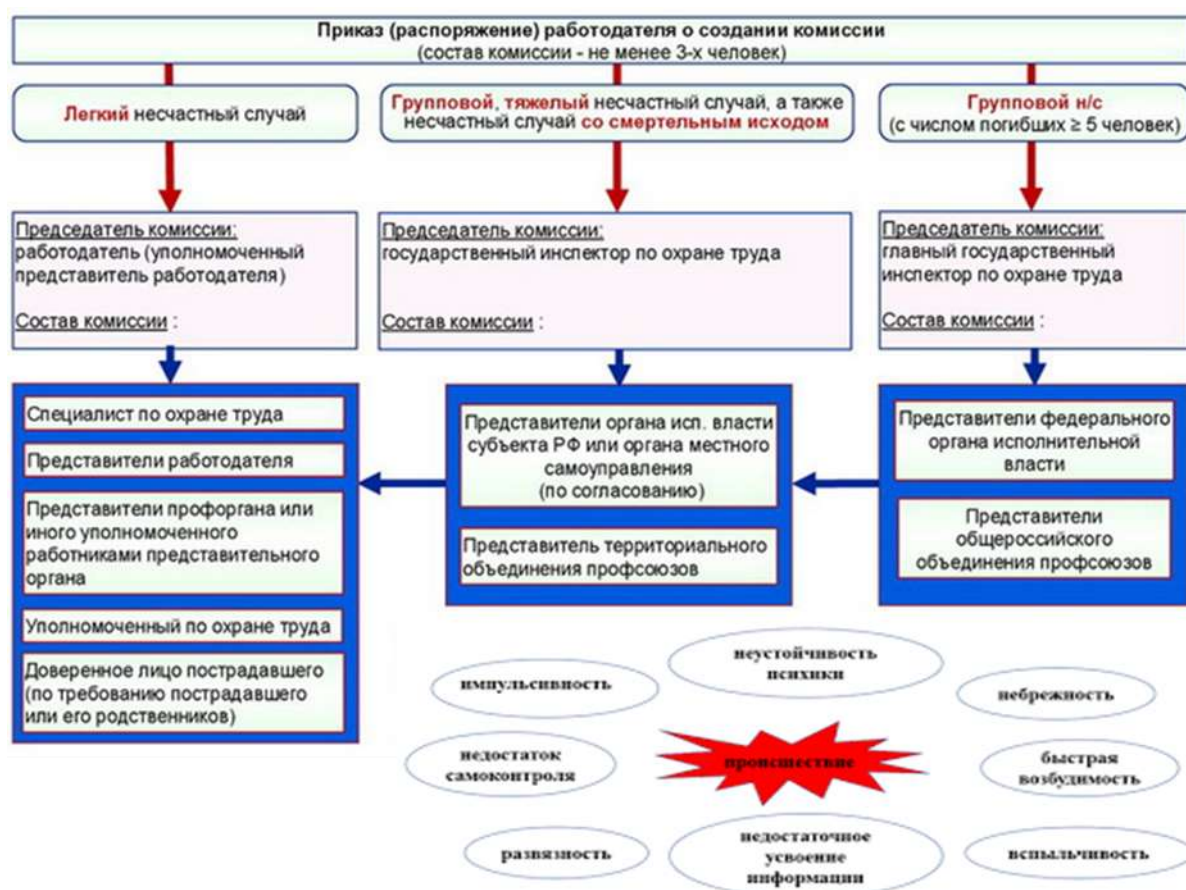 Приказ (распоряжение) работодателя о создании комиссии
(состав комиссии - не менее 3-х человек)
Легкий несчастный случай
Групповой, тяжелый несчастный случай, а также
несчастный случай со смертельным исходом
Групповой н/с
(с числом погибших ≥ 5 человек)
Председатель комиссии:
работодатель (уполномоченный
представитель работодателя)
Состав комиссии :
Председатель комиссии:
государственный инспектор по охране труда
Состав комиссии :
Председатель комиссии:
главный государственный
инспектор по охране труда
Состав комиссии :
Специалист по охране труда
Представители работодателя
Представители профоргана или
иного уполномоченного
работниками представительного
органа
Уполномоченный по охране труда
Доверенное лицо пострадавшего
(по требованию пострадавшего
или его родственников)
Представители органа исп. власти
субъекта РФ или органа местного
самоуправления
(по согласованию)
Представитель территориального
объединения профсоюзов
Представители федерального
органа исполнительной
власти
Представители
общероссийского
объединения профсоюзов
неустойчивость
психики
импульсивность
небрежность
недостаток
самоконтроля
происшествие
быстрая
возбудимость
развязность
недостаточное
усвоение
информации
вспыльчивость